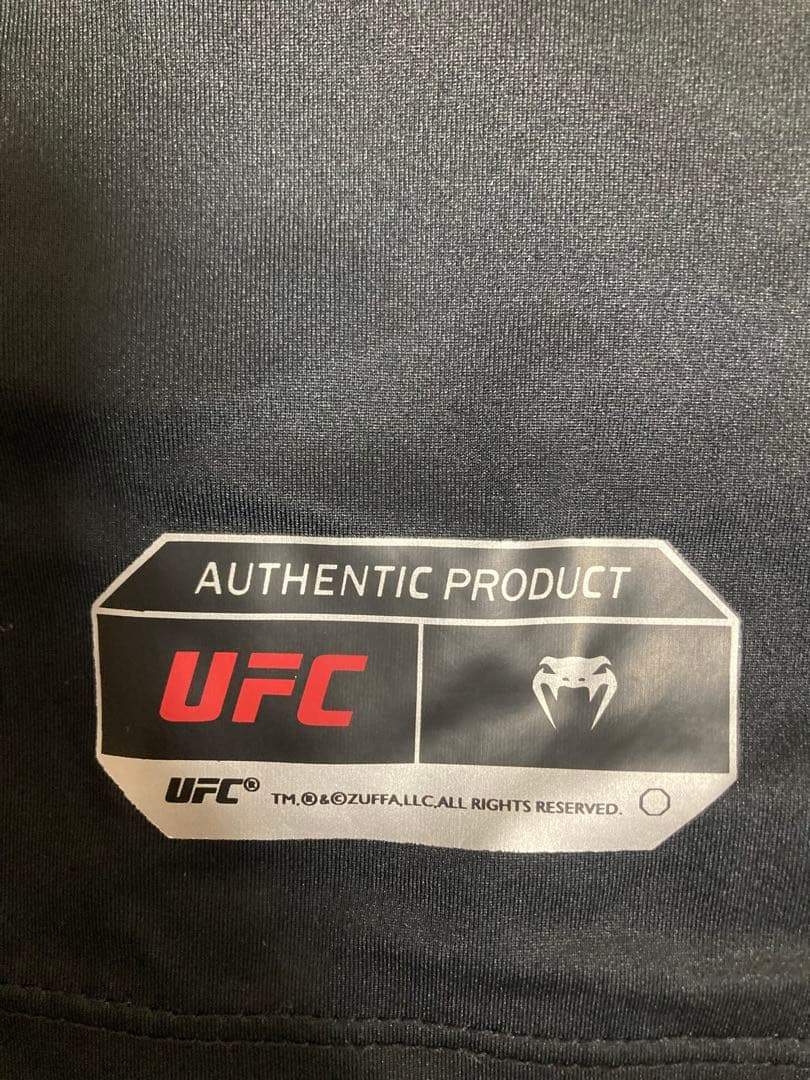 AUTHENTIC PRODUCT
UFC
UFC® TM,®&©ZUFFA,LLC,ALL RIGHTS RESERVED.